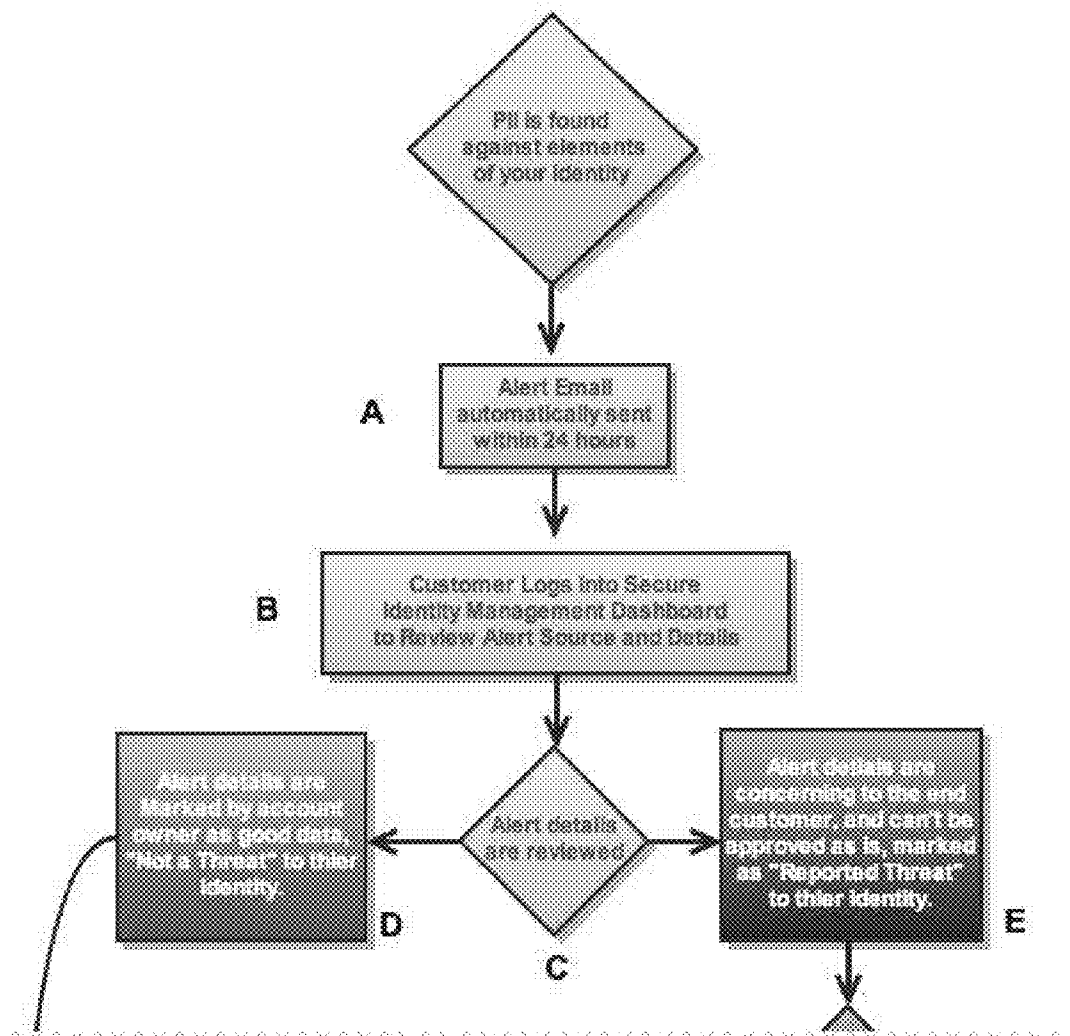 PII is found
against elements
of your identity
A
Alert Email
automatically sent
within 24 hours
B
Customer Logs into Secure
Identity Management Dashboard
to Review Alert Source and Details
Alert details are
Marked by account
owner as good data,
"Not a Threat" to thier
identity.
D
Alert details
are reviewed
C
Alert details are
concerning to the end
customer, and can't be
approved as is, marked
as "Reported Threat"
to thier identity.
E